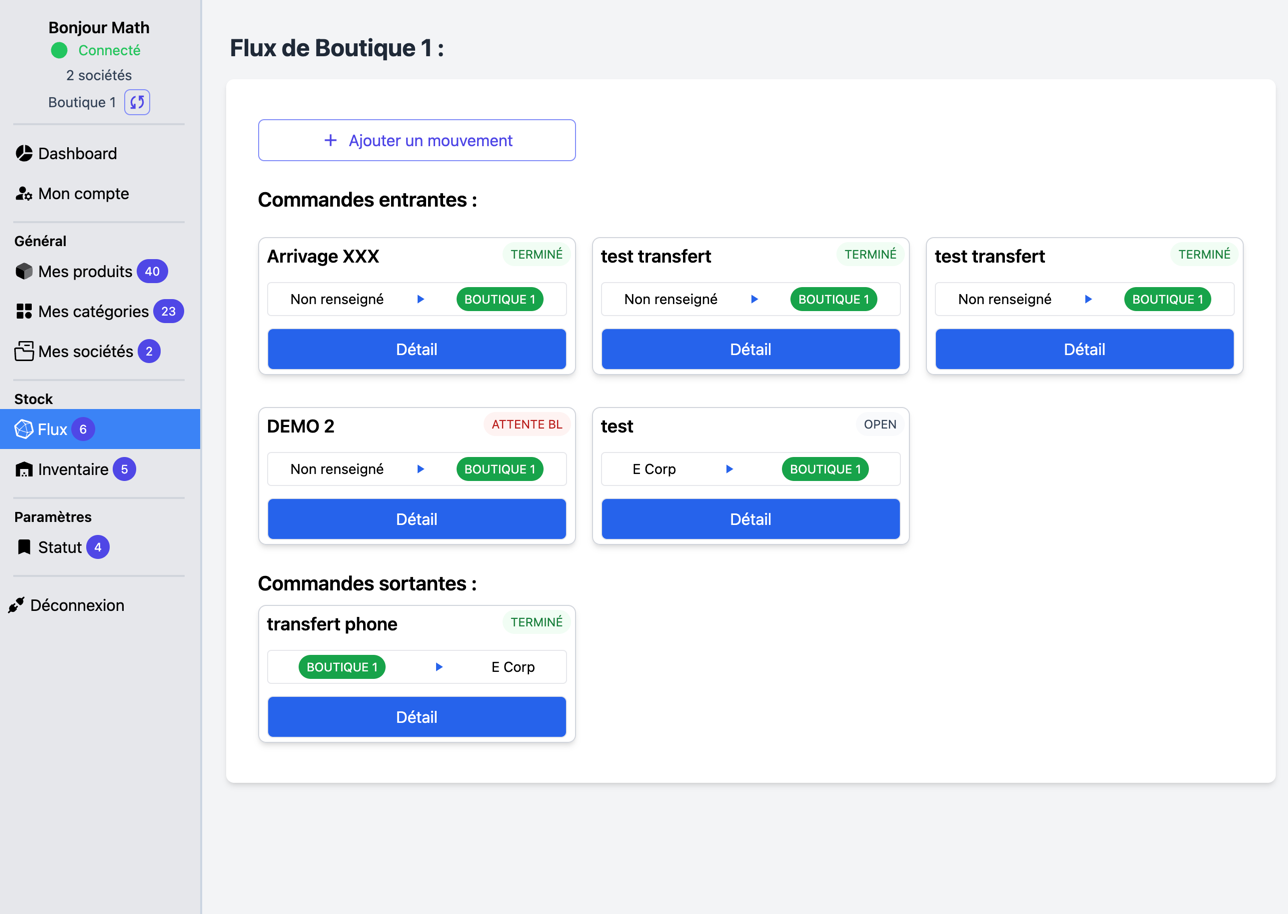 Bonjour Math
Connecté
2 sociétés
Boutique 1
Dashboard
Mon compte
Général
Mes produits 40
Mes catégories 23
Mes sociétés 2
Stock
Flux 6
Inventaire 5
Paramètres
Statut 4
Déconnexion
Flux de Boutique 1 :
+ Ajouter un mouvement
Commandes entrantes :
Arrivage XXX TERMINÉ
Non renseigné BOUTIQUE 1
Détail
test transfert TERMINÉ
Non renseigné BOUTIQUE 1
Détail
test transfert TERMINÉ
Non renseigné BOUTIQUE 1
Détail
DEMO 2 ATTENTE BL
Non renseigné BOUTIQUE 1
Détail
test OPEN
E Corp BOUTIQUE 1
Détail
Commandes sortantes :
transfert phone TERMINÉ
BOUTIQUE 1 E Corp
Détail